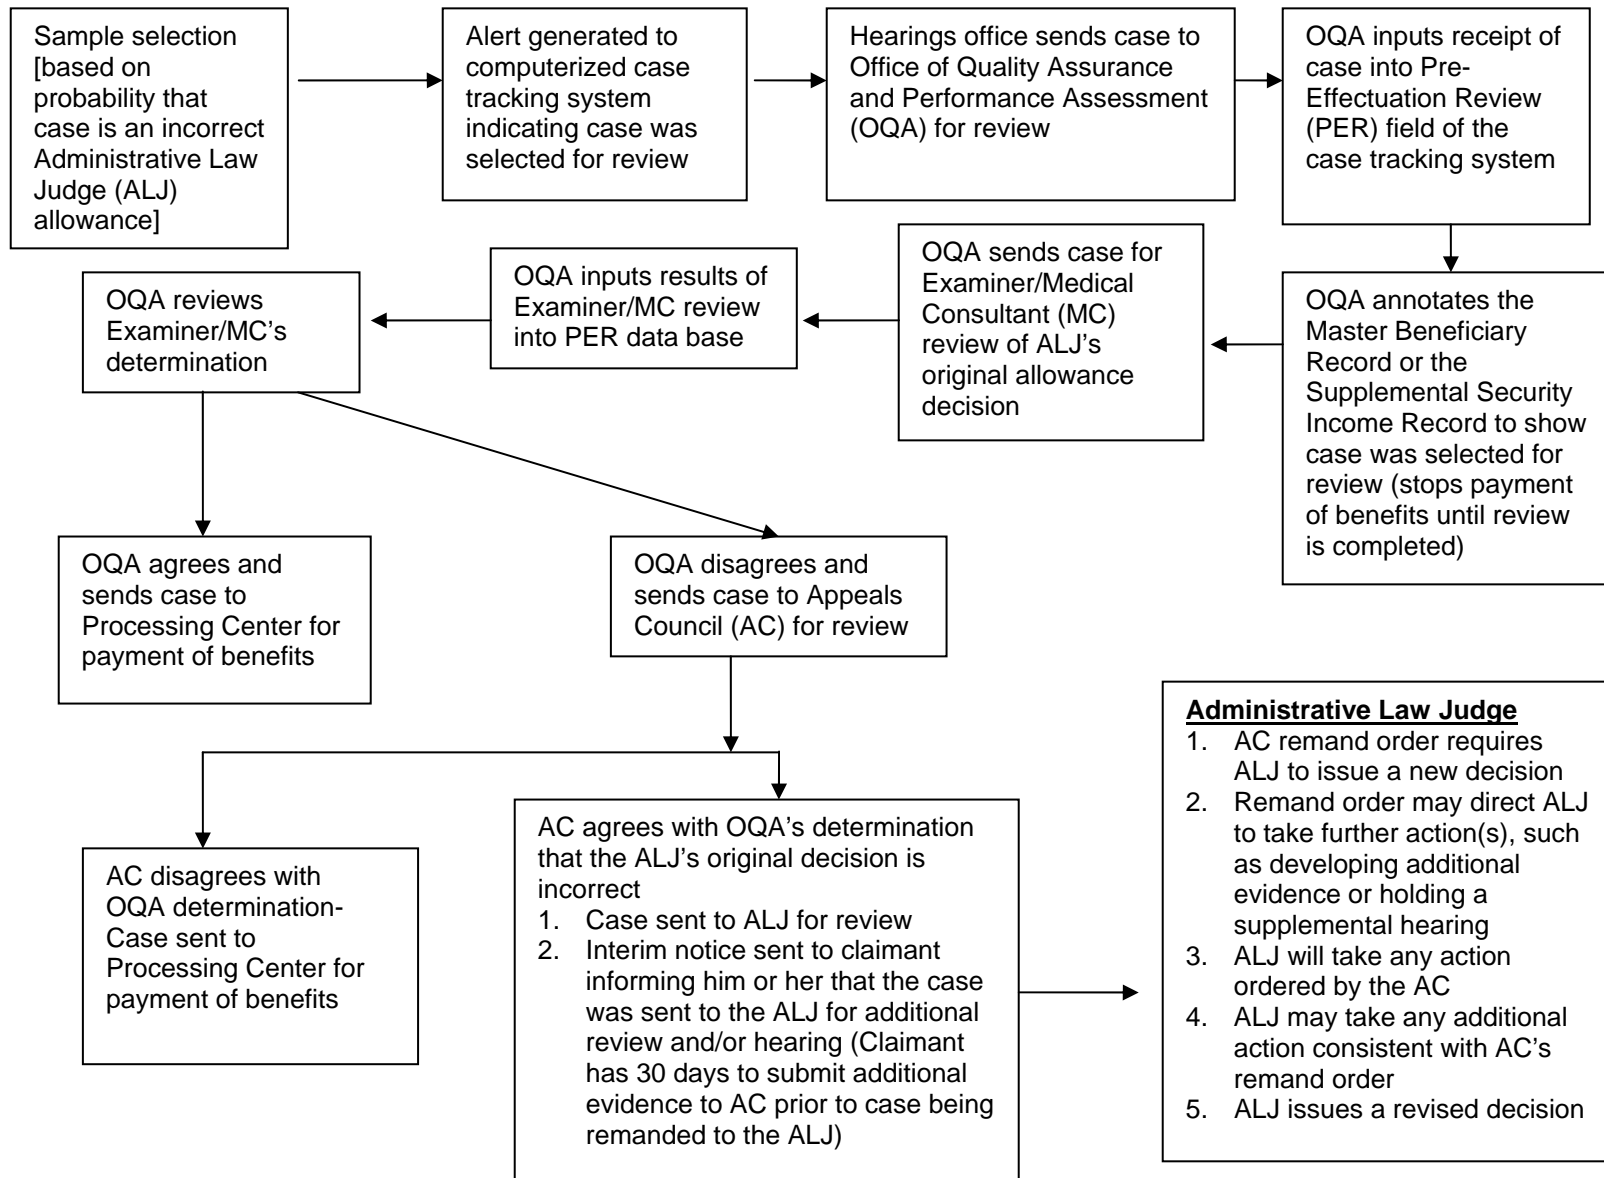 Sample selection
[based on
probability that
case is an incorrect
Administrative Law
Judge (ALJ)
allowance]
Alert generated to
computerized case
tracking system
indicating case was
selected for review
Hearings office sends case to
Office of Quality Assurance
and Performance Assessment
(OQA) for review
OQA inputs receipt of
case into Pre-
Effectuation Review
(PER) field of the
case tracking system
OQA annotates the
Master Beneficiary
Record or the
Supplemental Security
Income Record to show
case was selected for
review (stops payment
of benefits until review
is completed)
OQA sends case for
Examiner/Medical
Consultant (MC)
review of ALJ’s
original allowance
decision
OQA inputs results of
Examiner/MC review
into PER data base
OQA reviews
Examiner/MC’s
determination
OQA agrees and
sends case to
Processing Center for
payment of benefits
OQA disagrees and
sends case to Appeals
Council (AC) for review
AC disagrees with
OQA determination-
Case sent to
Processing Center for
payment of benefits
AC agrees with OQA’s determination
that the ALJ’s original decision is
incorrect
1. Case sent to ALJ for review
2. Interim notice sent to claimant
informing him or her that the case
was sent to the ALJ for additional
review and/or hearing (Claimant
has 30 days to submit additional
evidence to AC prior to case being
remanded to the ALJ)
Administrative Law Judge
1. AC remand order requires
ALJ to issue a new decision
2. Remand order may direct ALJ
to take further action(s), such
as developing additional
evidence or holding a
supplemental hearing
3. ALJ will take any action
ordered by the AC
4. ALJ may take any additional
action consistent with AC’s
remand order
5. ALJ issues a revised decision